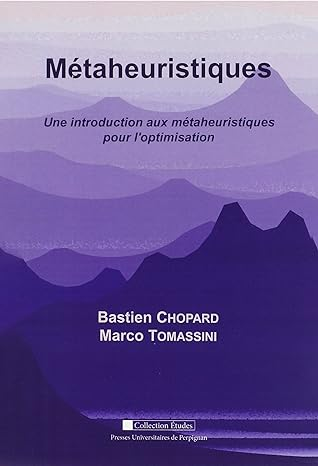 Métaheuristiques
Une introduction aux métaheuristiques
pour l'optimisation
Bastien CHOPARD
Marco TOMASSINI
Collection Études
Presses Universitaires de Perpignan